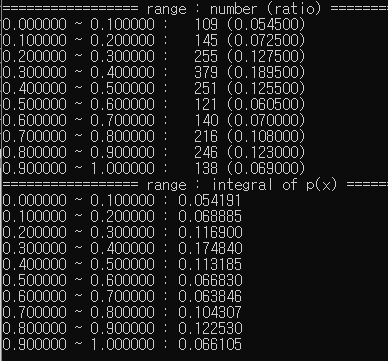 ================= range : number (ratio) =======
0.000000 ~ 0.100000 :   109 (0.054500)
0.100000 ~ 0.200000 :   145 (0.072500)
0.200000 ~ 0.300000 :   255 (0.127500)
0.300000 ~ 0.400000 :   379 (0.189500)
0.400000 ~ 0.500000 :   251 (0.125500)
0.500000 ~ 0.600000 :   121 (0.060500)
0.600000 ~ 0.700000 :   140 (0.070000)
0.700000 ~ 0.800000 :   216 (0.108000)
0.800000 ~ 0.900000 :   246 (0.123000)
0.900000 ~ 1.000000 :   138 (0.069000)
================= range : integral of p(x) =====
0.000000 ~ 0.100000 : 0.054191
0.100000 ~ 0.200000 : 0.068885
0.200000 ~ 0.300000 : 0.116900
0.300000 ~ 0.400000 : 0.174840
0.400000 ~ 0.500000 : 0.113185
0.500000 ~ 0.600000 : 0.066830
0.600000 ~ 0.700000 : 0.063846
0.700000 ~ 0.800000 : 0.104307
0.800000 ~ 0.900000 : 0.122530
0.900000 ~ 1.000000 : 0.066105